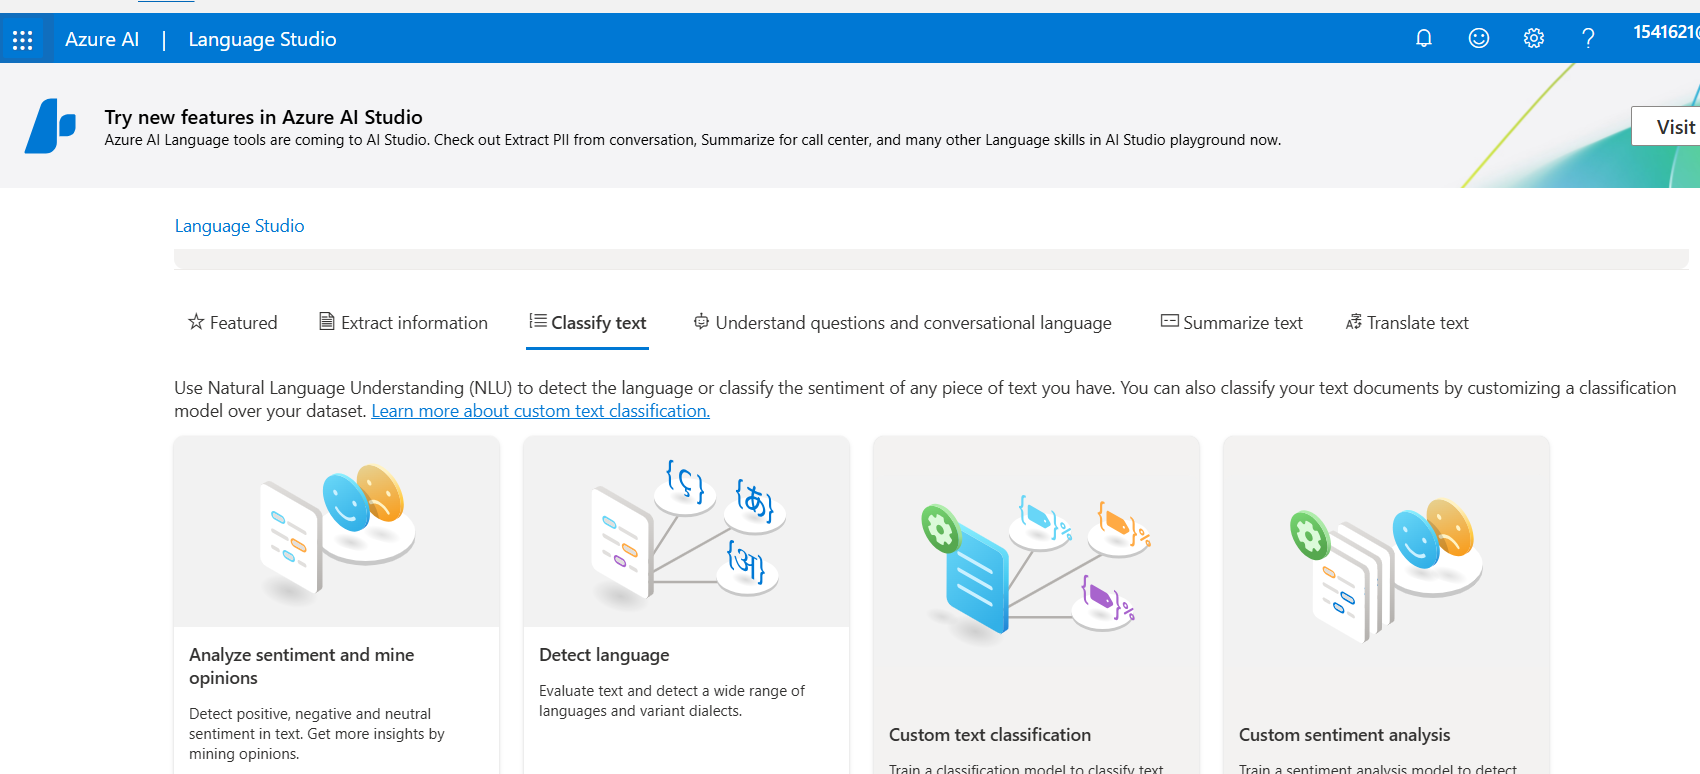 Azure AI | Language Studio
1541621@
Try new features in Azure AI Studio
Azure AI Language tools are coming to AI Studio. Check out Extract PII from conversation, Summarize for call center, and many other Language skills in AI Studio playground now.
Visit
Language Studio
Featured
Extract information
Classify text
Understand questions and conversational language
Summarize text
Translate text
Use Natural Language Understanding (NLU) to detect the language or classify the sentiment of any piece of text you have. You can also classify your text documents by customizing a classification
model over your dataset. Learn more about custom text classification.
{ç}
{あ}
{अ}
Analyze sentiment and mine
opinions
Detect positive, negative and neutral
sentiment in text. Get more insights by
mining opinions.
Detect language
Evaluate text and detect a wide range of
languages and variant dialects.
Custom text classification
Train a classification model to classify text
Custom sentiment analysis
Train a sentiment analysis model to detect